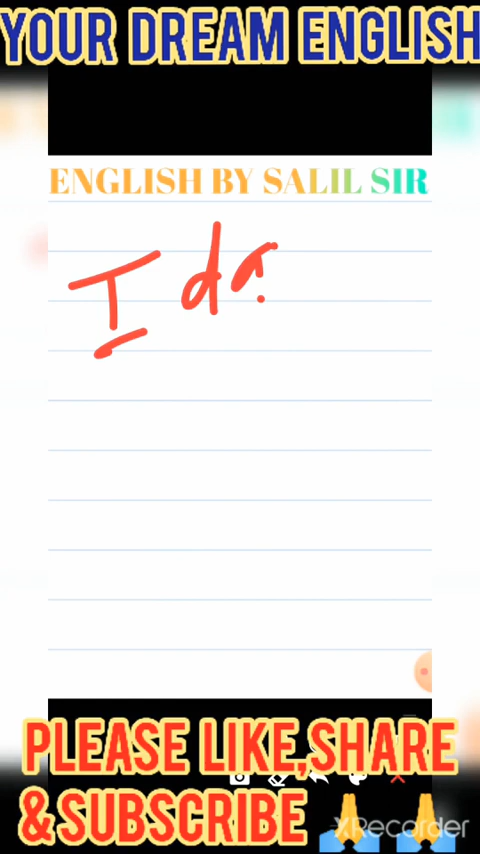 YOUR DREAM ENGLISH
ENGLISH BY SALIL SIR
I
PLEASE LIKE,SHARE
&SUBSCRIBE 🙏 🙏
XRecorder